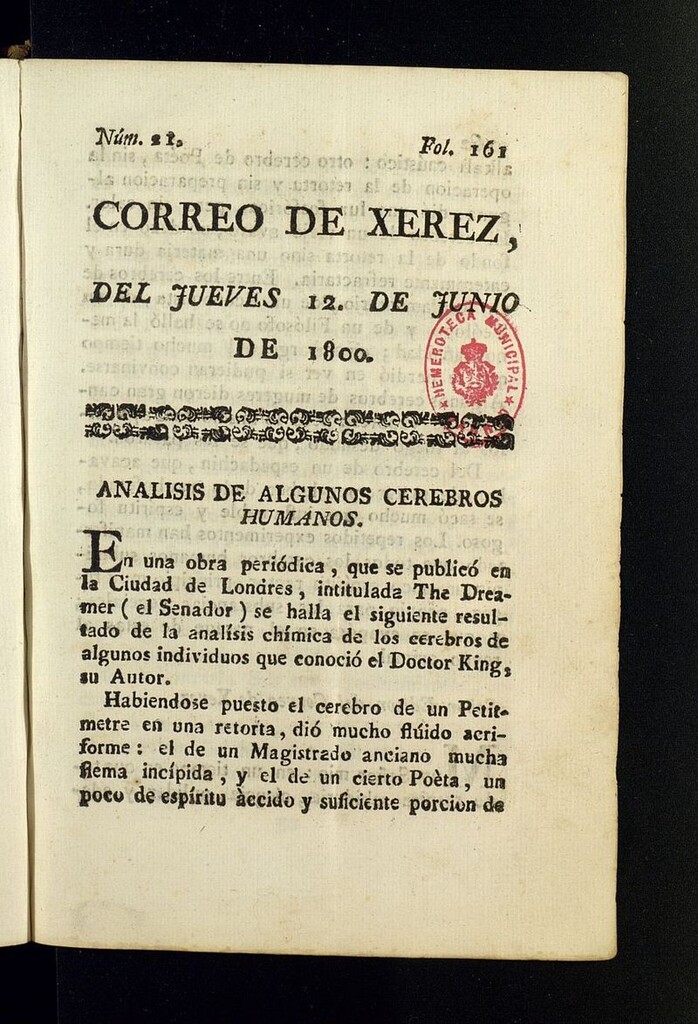 Núm. 21.
Fol. 161
CORREO DE XEREZ,
DEL JUEVES 12. DE JUNIO
DE 1800.
HEMEROTECA MUNICIPAL
ANALISIS DE ALGUNOS CEREBROS
HUMANOS.
En una obra periódica, que se publicó en
la Ciudad de Londres, intitulada The Drea-
mer (el Senador) se halla el siguiente resul-
tado de la analísis chímica de los cerebros de
algunos individuos que conoció el Doctor King,
su Autor.
Habiendose puesto el cerebro de un Petit-
metre en una retorta, dió mucho flúido acri-
forme: el de un Magistrado anciano mucha
flema incípida, y el de un cierto Poèta, un
poco de espíritu àccido y suficiente porcion de